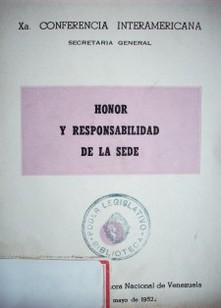 Xa. CONFERENCIA INTERAMERICANA
SECRETARIA GENERAL
HONOR
Y RESPONSABILIDAD
DE LA SEDE
PODER LEGISLATIVO
BIBLIOTECA
ora Nacional de Venezuela
mayo de 1952.